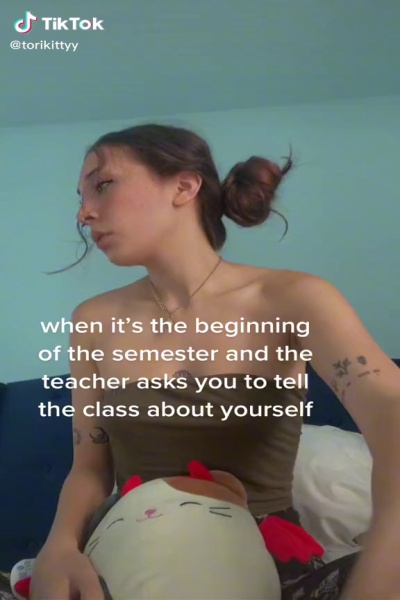 TikTok
@torikittyy
when it's the beginning
of the semester and the
teacher asks you to tell
the class about yourself